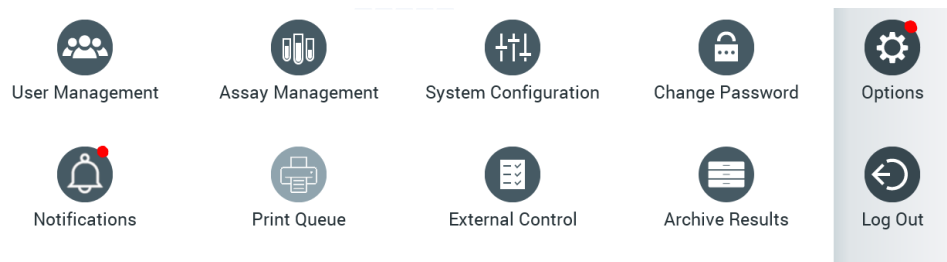 User Management
Assay Management
System Configuration
Change Password
Options
Notifications
Print Queue
External Control
Archive Results
Log Out